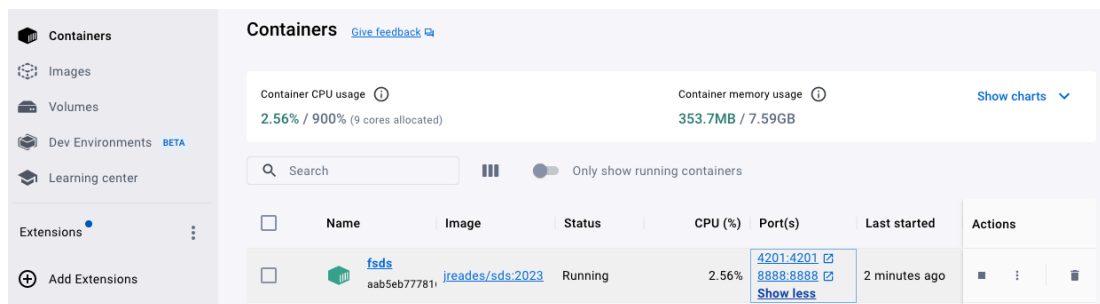 Containers
Images
Volumes
Dev Environments BETA
Learning center
Extensions
Add Extensions
Containers Give feedback
Container CPU usage
2.56% / 900% (9 cores allocated)
Container memory usage
353.7MB / 7.59GB
Show charts
Search
Only show running containers
Name Image Status CPU (%) Port(s) Last started Actions
fsds
jreades/sds:2023 Running 2.56% 4201:4201 2 minutes ago
8888:8888
Show less